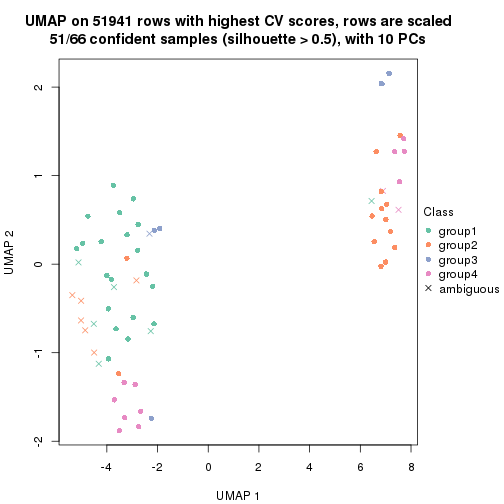 UMAP on 51941 rows with highest CV scores, rows are scaled
51/66 confident samples (silhouette > 0.5), with 10 PCs
UMAP 2
2
1
0
-1
-2
-4
-2
0
2
4
6
8
UMAP 1
Class
group1
group2
group3
group4
ambiguous